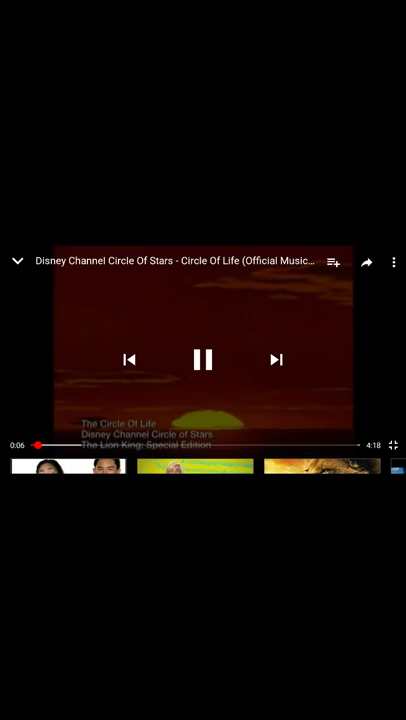 Disney Channel Circle Of Stars - Circle Of Life (Official Music...
The Circle Of Life
Disney Channel Circle of Stars
0:06
4:18
The Lion King: Special Edition